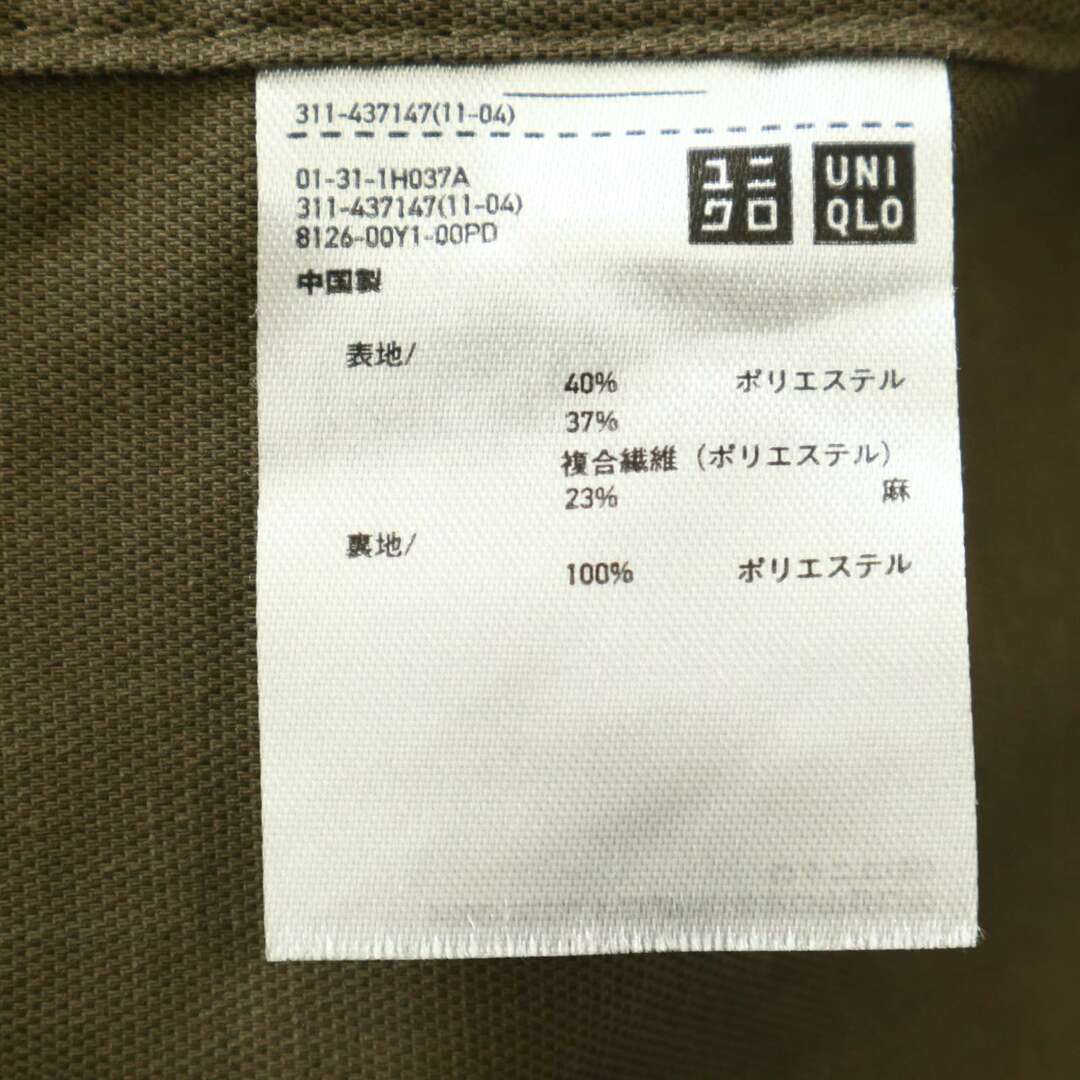 311-437147(11-04)
01-31-1H037A
311-437147(11-04)
8126-00Y1-00PD
中国製
ユニ
クロ
UNI
QLO
表地/
40% ポリエステル
37%
複合繊維 (ポリエステル)
23% 麻
裏地/
100% ポリエステル